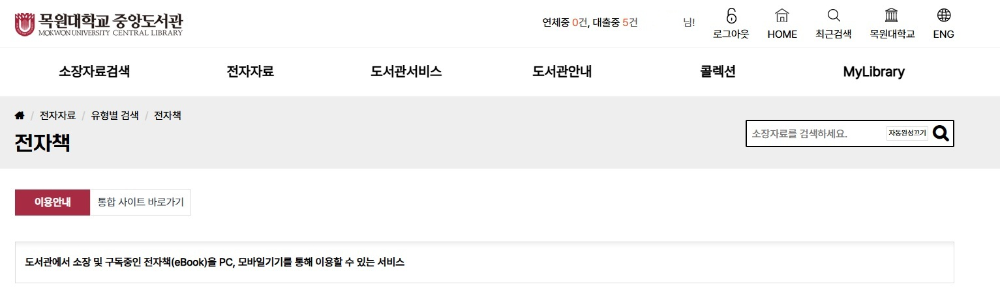 목원대학교 중앙도서관
MOKWON UNIVERSITY CENTRAL LIBRARY
연체중 0건, 대출중 5건 님!
로그아웃 HOME 최근검색 목원대학교 ENG
소장자료검색 전자자료 도서관서비스 도서관안내 콜렉션 MyLibrary
/ 전자자료 / 유형별 검색 / 전자책
전자책
소장자료를 검색하세요. 자동완성끄기
이용안내 통합 사이트 바로가기
도서관에서 소장 및 구독중인 전자책(eBook)을 PC, 모바일기기를 통해 이용할 수 있는 서비스